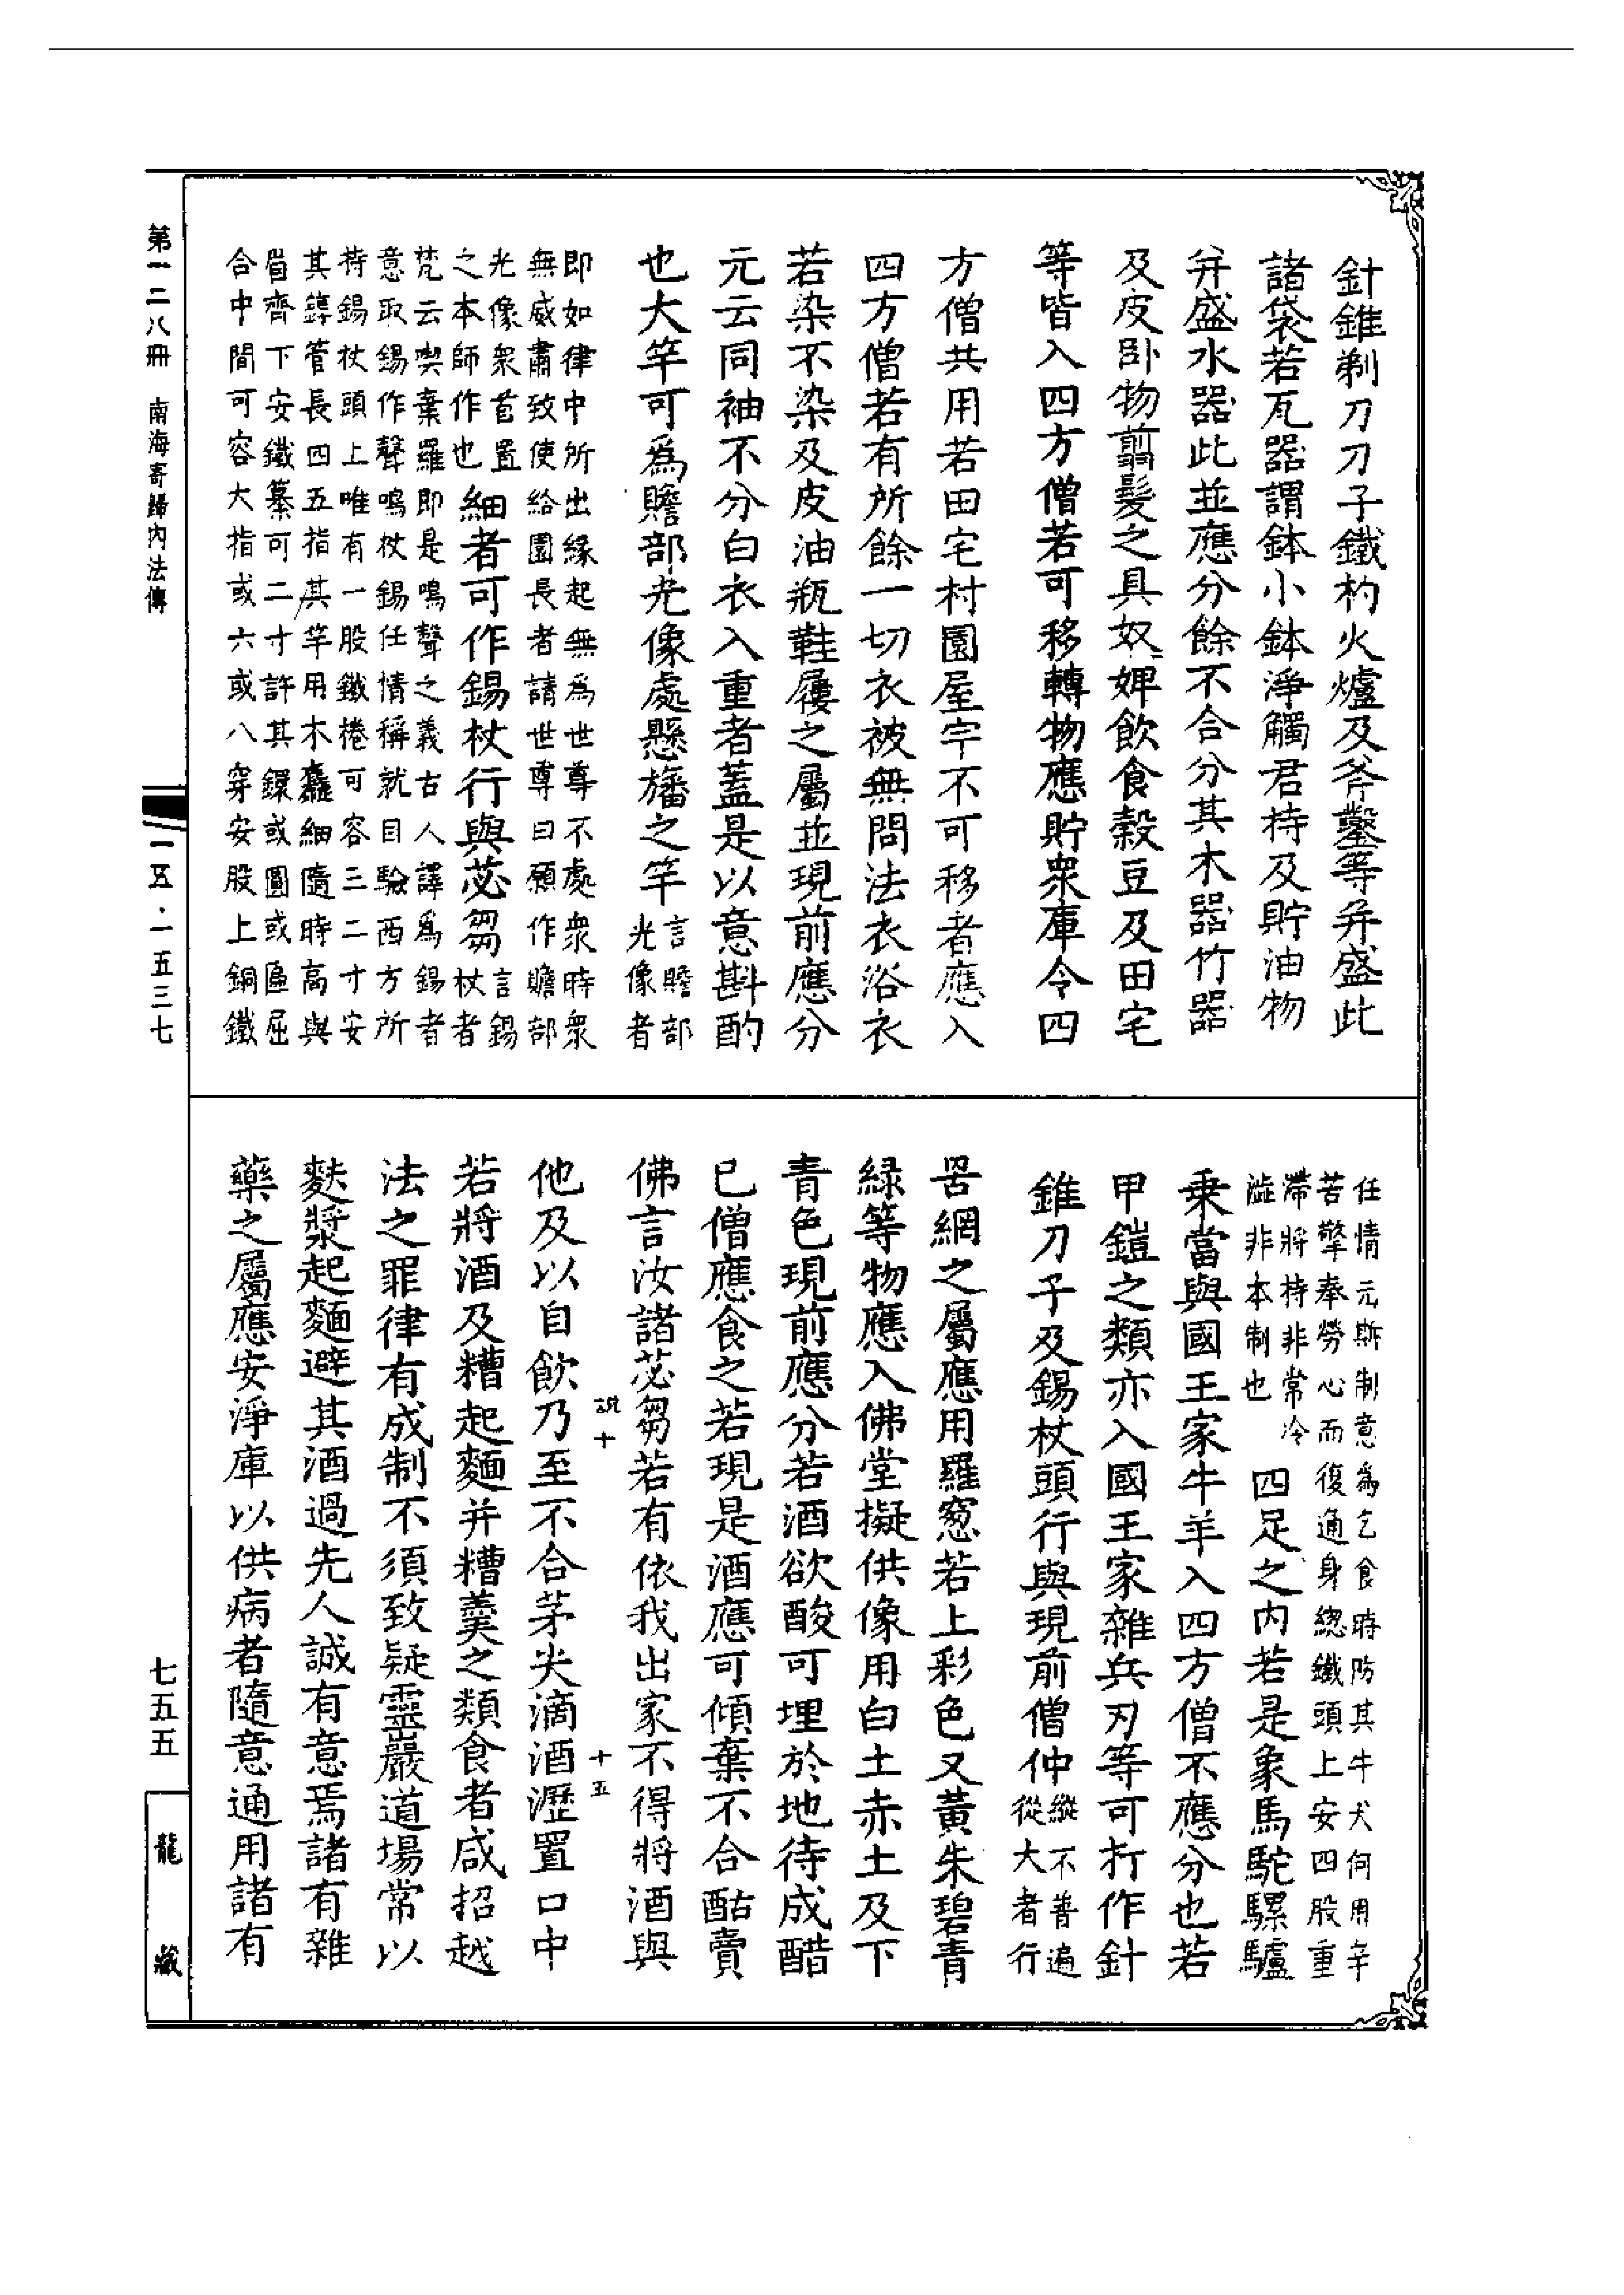 針錐剃刀刀子鐵杓火爐及斧鑿等并盛此
諸袋若瓦器謂鉢小鉢淨觸君持及貯油物
并盛水器此並應分餘不合分其木器竹器
及皮卧物翦髮之具奴婢飲食穀豆及田宅
等皆入四方僧若可移轉物應貯衆庫令四
方僧共用若田宅村園屋宇不可移者應入
四方僧若有所餘一切衣被無問法衣浴衣
若染不染及皮油瓶鞋屨之屬並現前應分
元云同袖不分白衣入重者蓋是以意斟酌
也大竿可爲贍部光像處懸旛之竿言贍部光像者
即如律中所出緣起無爲世尊不處衆時衆
無威肅致使給園長者請世尊曰願作贍部
光像衆首置之本師作也細者可作錫杖行與苾芻言錫杖者
梵云喫棄羅即是鳴聲之義古人譯爲錫者
意取錫作聲鳴杖錫任情稱就目驗西方所
持錫杖頭上唯有一股鐵捲可容三二寸安
其錞管長四五指其竿用木麤細隨時高與
眉齊下安鐵纂可二寸許其鐶或圓或匾屈
合中間可容大指或六或八穿安股上銅鐵
第一二八冊 南海寄歸內法傳
一五·一五三七
任情元斯制意爲乞食時防其牛犬何用辛
苦擎奉勞心而復通身總鐵頭上安四股重
滯將持非常冷澁非本制也四足之内若是象馬駝騾驢
乗當與國王家牛羊入四方僧不應分也若
甲鎧之類亦入國王家雜兵刃等可打作針
錐刀子及錫杖頭行與現前僧仲縱不普遍從大者行
罟網之屬應用羅窓若上彩色又黃朱碧青
緑等物應入佛堂擬供像用白土赤土及下
青色現前應分若酒欲酸可埋於地待成醋
已僧應食之若現是酒應可傾棄不合酤賣
佛言汝諸苾芻若有依我出家不得將酒與
説十
十五
他及以自飲乃至不合茅尖滴酒瀝置口中
若將酒及糟起麵并糟羮之類食者咸招越
法之罪律有成制不須致疑靈巖道場常以
麩漿起麵避其酒過先人誠有意焉諸有雜
藥之屬應安淨庫以供病者隨意通用諸有
七五五
龍藏